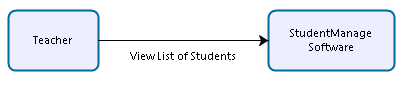 Teacher
View List of Students
StudentManage
Software